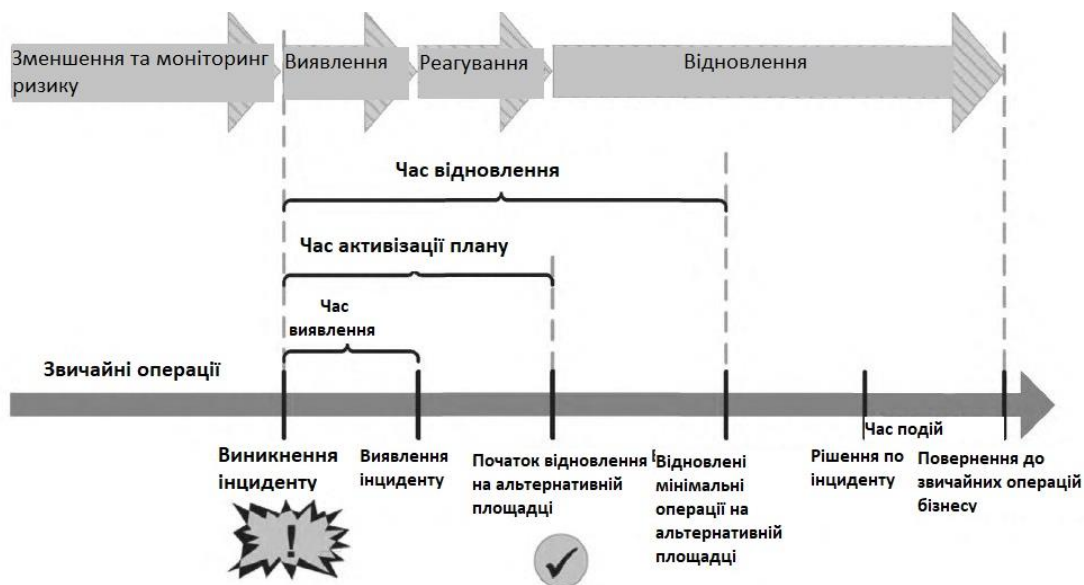 Зменшення та моніторинг
ризику
Виявлення
Реагування
Відновлення
Час відновлення
Час активізації плану
Час
виявлення
Звичайні операції
Час подій
Виникнення
інциденту
Виявлення
інциденту
Початок відновлення
на альтернативній
площадці
Відновлені
мінімальні
операції на
альтернативній
площадці
Рішення по
інциденту
Повернення до
звичайних операцій
бізнесу
!